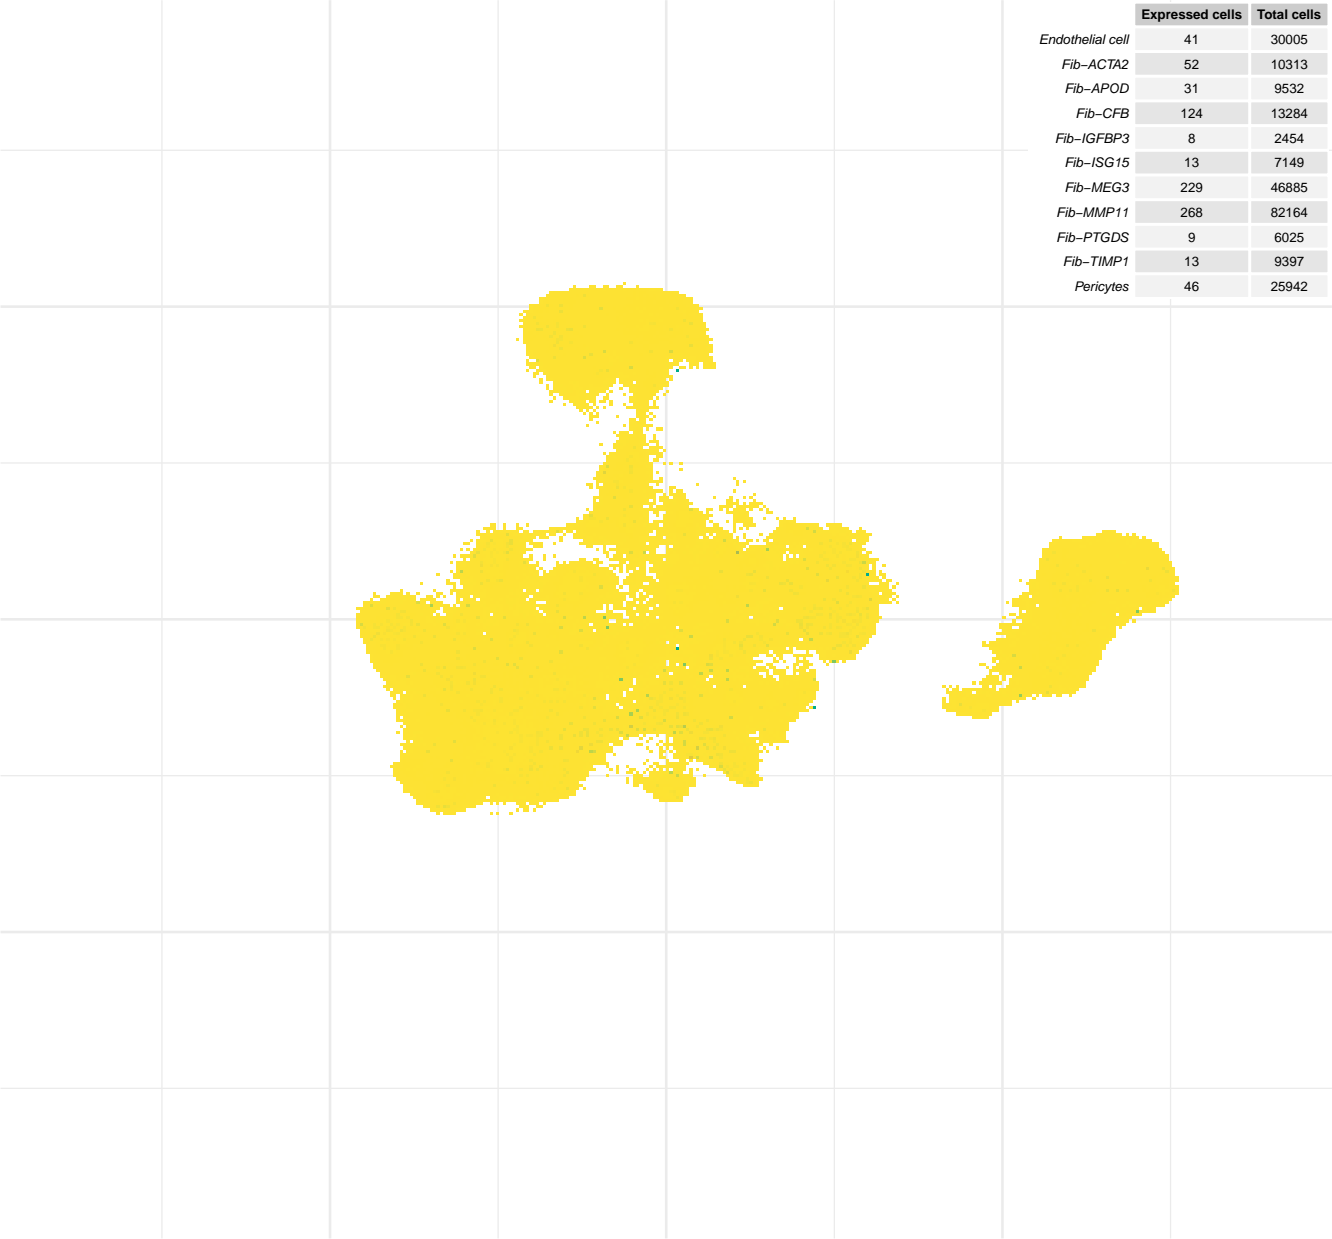 Expressed cells Total cells
Endothelial cell 41 30005
Fib−ACTA2 52 10313
Fib−APOD 31 9532
Fib−CFB 124 13284
Fib−IGFBP3 8 2454
Fib−ISG15 13 7149
Fib−MEG3 229 46885
Fib−MMP11 268 82164
Fib−PTGDS 9 6025
Fib−TIMP1 13 9397
Pericytes 46 25942